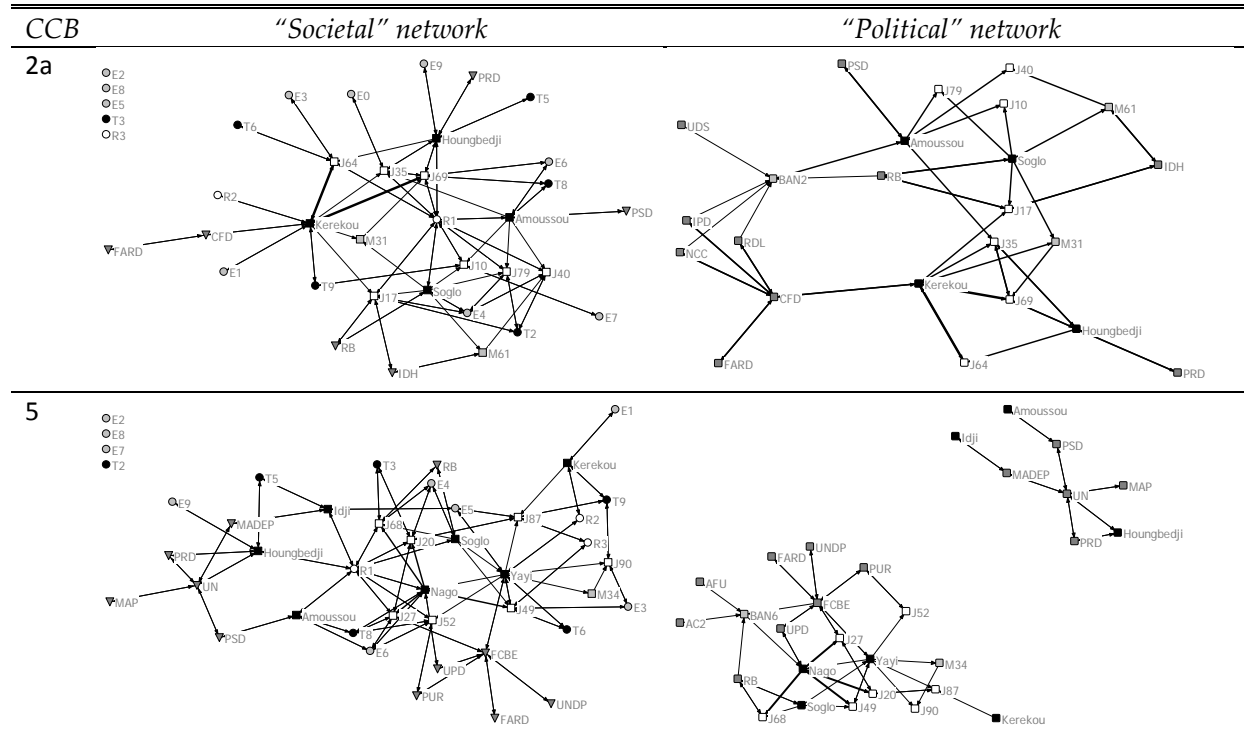 CCB “Societal” network “Political” network
2a
E2
E8
E5
T3
R3
E9
PRD
E3
E0
T5
T6
Houngbedji
J64
J35
J69
E6
T8
R2
Kerekou
R1
Amoussou
PSD
CFD
M31
FARD
E1
J10
J79
J40
T9
J17
Soglo
E4
E7
T2
RB
M61
IDH
PSD
J40
J79
J10
M61
UDS
Amoussou
Soglo
IDH
BAN2
RB
J17
IPD
RDL
NCC
J35
M31
CFD
Kerekou
J69
Houngbedji
FARD
J64
PRD
5
E2
E8
E7
T2
E1
T3
RB
Kerekou
T5
E4
E9
Idji
E5
T9
MADEP
J68
J87
R2
PRD
Houngbedji
J20
Soglo
R3
R1
J90
UN
Yayi
MAP
Nago
M34
Amoussou
J27
J52
J49
E3
PSD
T8
T6
E6
FCBE
UPD
PUR
UNDP
FARD
Amoussou
Idji
PSD
MADEP
MAP
UN
PRD
Houngbedji
UNDP
FARD
PUR
AFU
FCBE
BAN6
J52
AC2
UPD
J27
Yayi
M34
Nago
RB
J20
J87
Soglo
J49
J90
J68
Kerekou